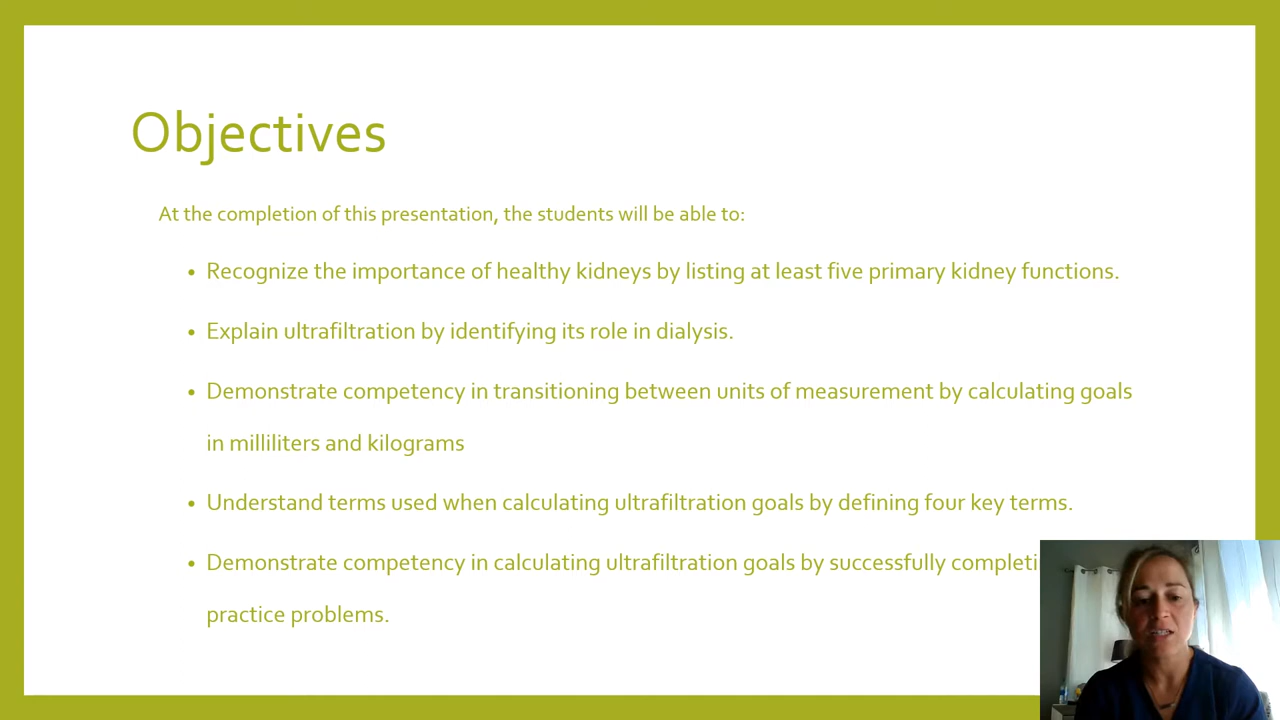 Objectives
At the completion of this presentation, the students will be able to:
• Recognize the importance of healthy kidneys by listing at least five primary kidney functions.
• Explain ultrafiltration by identifying its role in dialysis.
• Demonstrate competency in transitioning between units of measurement by calculating goals
in milliliters and kilograms
• Understand terms used when calculating ultrafiltration goals by defining four key terms.
• Demonstrate competency in calculating ultrafiltration goals by successfully completi
practice problems.